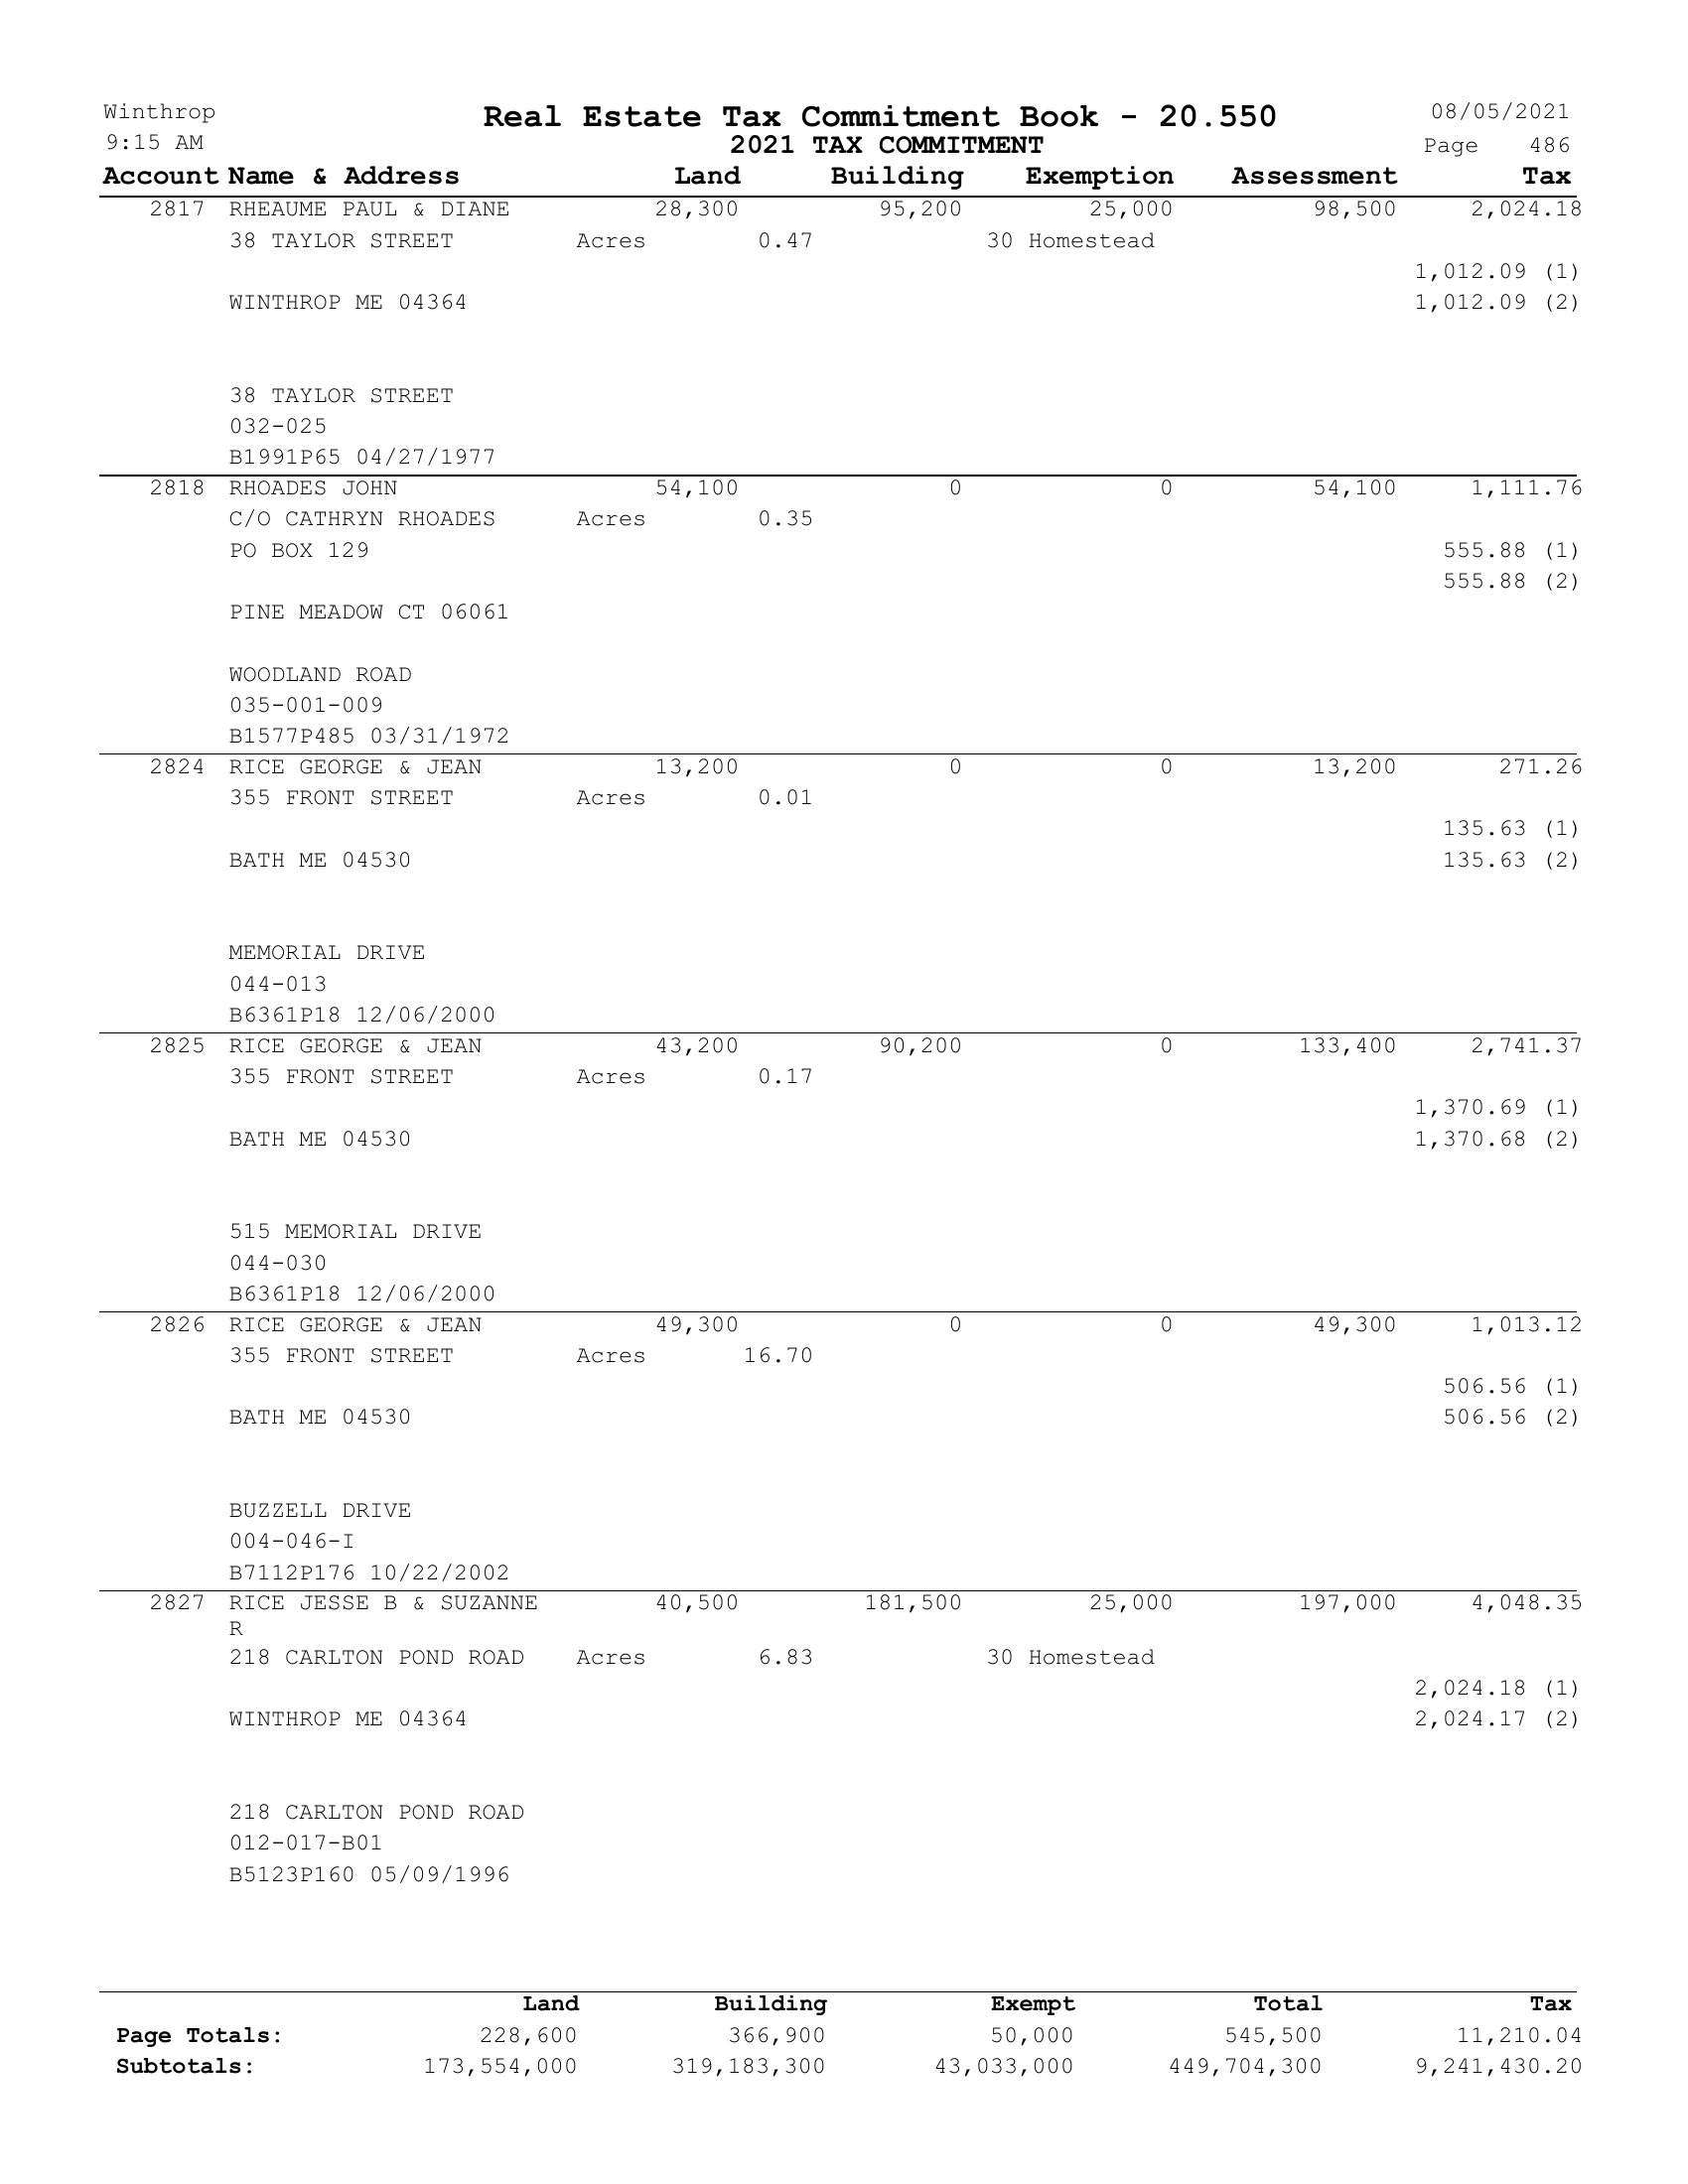 Winthrop Real Estate Tax Commitment Book - 20.550 08/05/2021
9:15 AM 2021 TAX COMMITMENT Page 486
Account Name & Address Land Building Exemption Assessment Tax
2817 RHEAUME PAUL & DIANE 28,300 95,200 25,000 98,500 2,024.18
38 TAYLOR STREET Acres 0.47 30 Homestead
1,012.09 (1)
WINTHROP ME 04364 1,012.09 (2)
38 TAYLOR STREET
032-025
B1991P65 04/27/1977
2818 RHOADES JOHN 54,100 0 0 54,100 1,111.76
C/O CATHRYN RHOADES Acres 0.35
PO BOX 129 555.88 (1)
555.88 (2)
PINE MEADOW CT 06061
WOODLAND ROAD
035-001-009
B1577P485 03/31/1972
2824 RICE GEORGE & JEAN 13,200 0 0 13,200 271.26
355 FRONT STREET Acres 0.01
135.63 (1)
BATH ME 04530 135.63 (2)
MEMORIAL DRIVE
044-013
B6361P18 12/06/2000
2825 RICE GEORGE & JEAN 43,200 90,200 0 133,400 2,741.37
355 FRONT STREET Acres 0.17
1,370.69 (1)
BATH ME 04530 1,370.68 (2)
515 MEMORIAL DRIVE
044-030
B6361P18 12/06/2000
2826 RICE GEORGE & JEAN 49,300 0 0 49,300 1,013.12
355 FRONT STREET Acres 16.70
506.56 (1)
BATH ME 04530 506.56 (2)
BUZZELL DRIVE
004-046-I
B7112P176 10/22/2002
2827 RICE JESSE B & SUZANNE 40,500 181,500 25,000 197,000 4,048.35
R
218 CARLTON POND ROAD Acres 6.83 30 Homestead
2,024.18 (1)
WINTHROP ME 04364 2,024.17 (2)
218 CARLTON POND ROAD
012-017-B01
B5123P160 05/09/1996
Land Building Exempt Total Tax
Page Totals: 228,600 366,900 50,000 545,500 11,210.04
Subtotals: 173,554,000 319,183,300 43,033,000 449,704,300 9,241,430.20